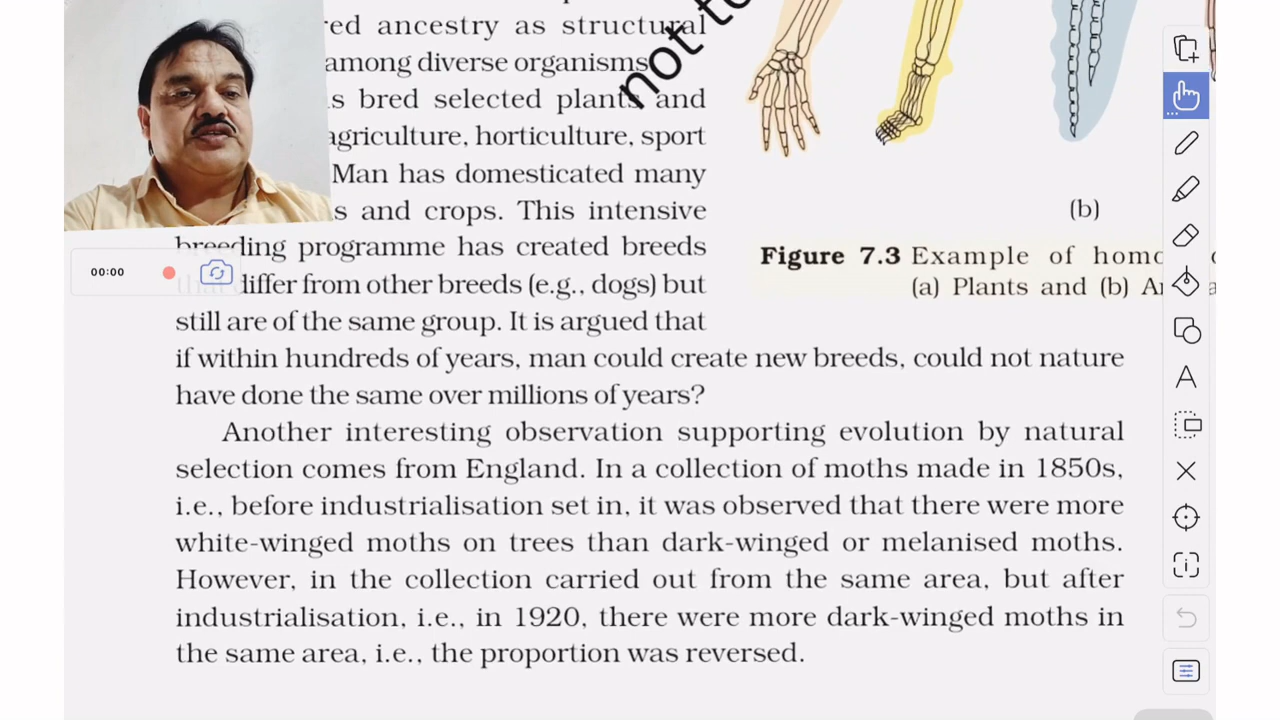 red ancestry as structural
among diverse organisms.
s bred selected plants and
agriculture, horticulture, sport
Man has domesticated many
s and crops. This intensive
breeding programme has created breeds
that differ from other breeds (e.g., dogs) but
still are of the same group. It is argued that
if within hundreds of years, man could create new breeds, could not nature
have done the same over millions of years?
Another interesting observation supporting evolution by natural
selection comes from England. In a collection of moths made in 1850s,
i.e., before industrialisation set in, it was observed that there were more
white-winged moths on trees than dark-winged or melanised moths.
However, in the collection carried out from the same area, but after
industrialisation, i.e., in 1920, there were more dark-winged moths in
the same area, i.e., the proportion was reversed.
not to
(b)
Figure 7.3 Example of homo
(a) Plants and (b) An
00:00
A